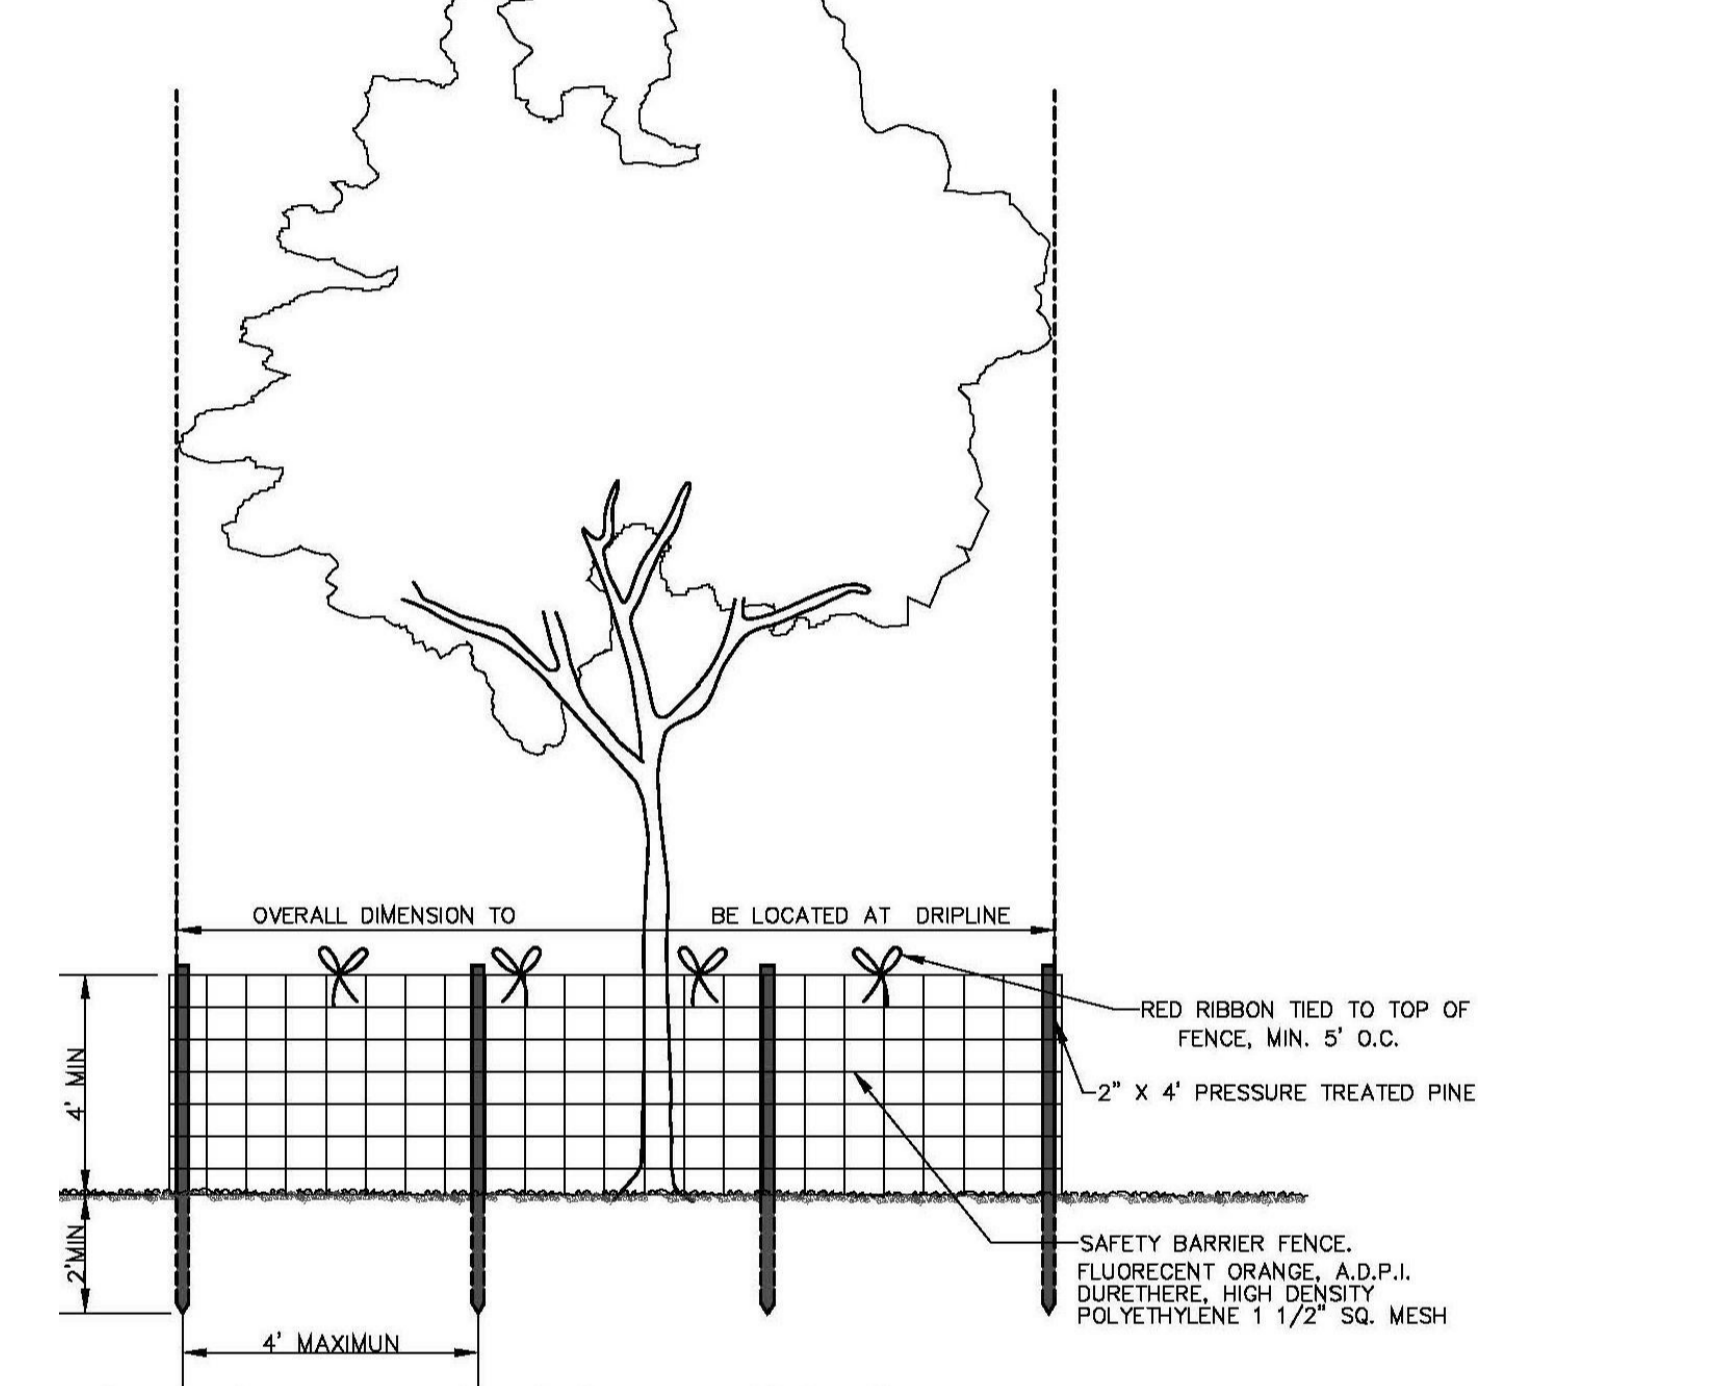 OVERALL DIMENSION TO BE LOCATED AT DRIPLINE
RED RIBBON TIED TO TOP OF
FENCE, MIN. 5' O.C.
4' MIN
2" X 4' PRESSURE TREATED PINE
2'MIN
SAFETY BARRIER FENCE.
FLUORECENT ORANGE, A.D.P.I.
DURETHERE, HIGH DENSITY
POLYETHYLENE 1 1/2" SQ. MESH
4' MAXIMUN